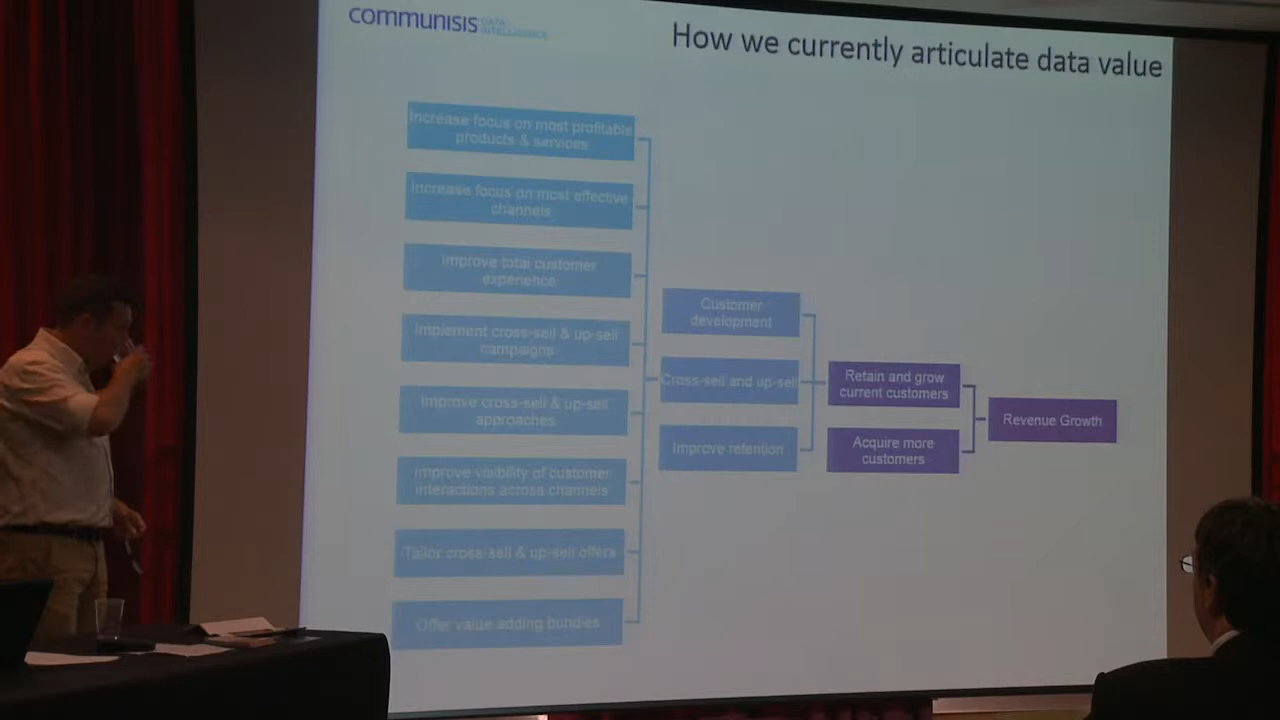 communisis DATA
INTELLIGENCE
How we currently articulate data value
Increase focus on most profitable
products & services
Increase focus on most effective
channels
Improve total customer
experience
Implement cross-sell & up-sell
campaigns
Improve cross-sell & up-sell
approaches
Improve visibility of customer
interactions across channels
Tailor cross-sell & up-sell offers
Offer value adding bundles
Customer
development
Cross-sell and up-sell
Improve retention
Retain and grow
current customers
Acquire more
customers
Revenue Growth